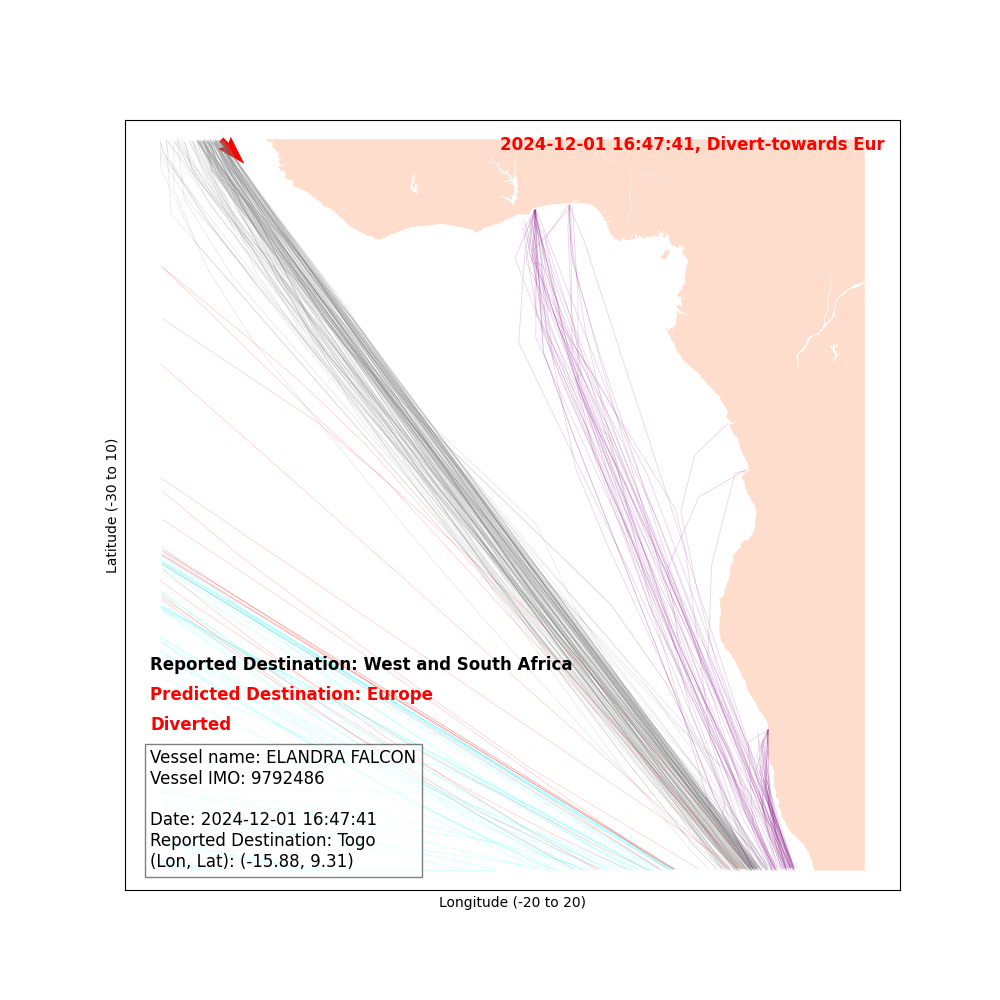 2024-12-01 16:47:41, Divert-towards Eur
Latitude (-30 to 10)
Reported Destination: West and South Africa
Predicted Destination: Europe
Diverted
Vessel name: ELANDRA FALCON
Vessel IMO: 9792486
Date: 2024-12-01 16:47:41
Reported Destination: Togo
(Lon, Lat): (-15.88, 9.31)
Longitude (-20 to 20)